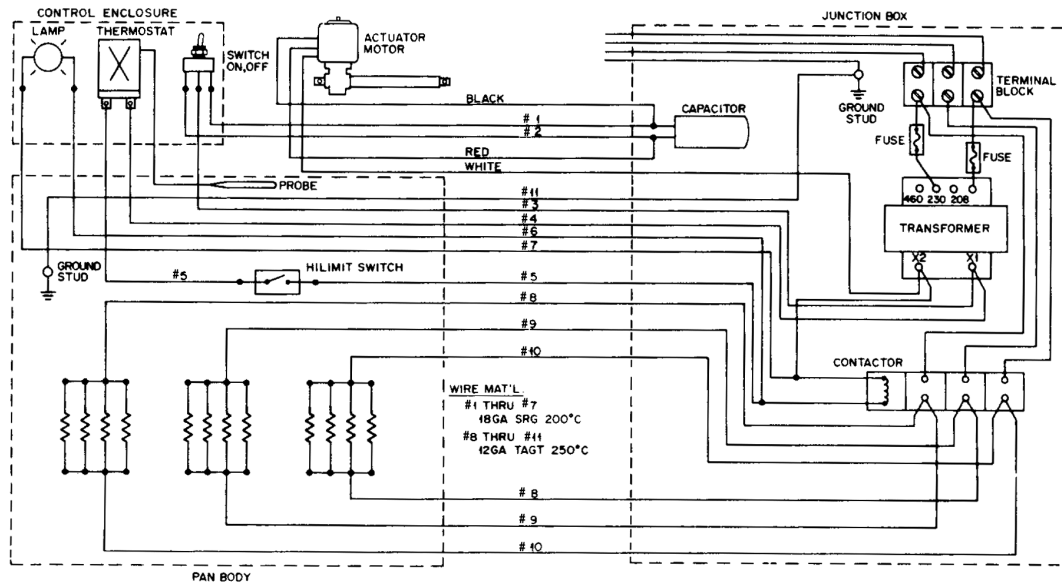 CONTROL ENCLOSURE
LAMP
THERMOSTAT
SWITCH
ON, OFF
ACTUATOR
MOTOR
JUNCTION BOX
TERMINAL
BLOCK
GROUND
STUD
CAPACITOR
FUSE
FUSE
BLACK
#1
#2
RED
WHITE
PROBE
#11
#3
#4
#6
#7
460 230 208
TRANSFORMER
X2
X1
GROUND
STUD
#5
HILIMIT SWITCH
#5
#8
#9
#10
CONTACTOR
WIRE MAT'L.
#1 THRU #7
18GA SRG 200°C
#8 THRU #11
12GA TAGT 250°C
#8
#9
#10
PAN BODY